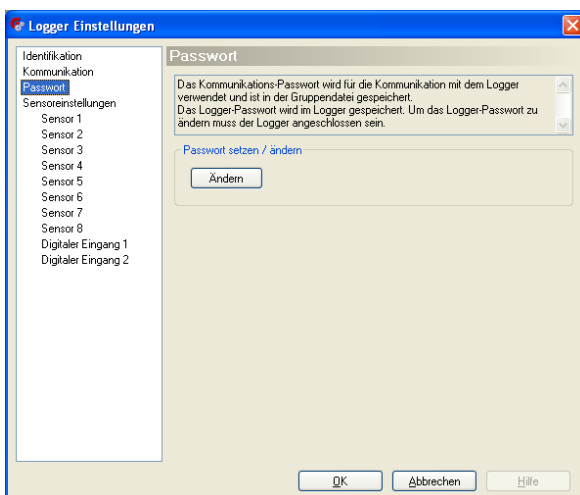 Logger Einstellungen
Identifikation
Kommunikation
Passwort
Sensoreinstellungen
Sensor 1
Sensor 2
Sensor 3
Sensor 4
Sensor 5
Sensor 6
Sensor 7
Sensor 8
Digitaler Eingang 1
Digitaler Eingang 2
Passwort
Das Kommunikations-Passwort wird für die Kommunikation mit dem Logger
verwendet und ist in der Gruppendatei gespeichert.
Das Logger-Passwort wird im Logger gespeichert. Um das Logger-Passwort zu
ändern muss der Logger angeschlossen sein.
Passwort setzen / ändern
Ändern
OK
Abbrechen
Hilfe